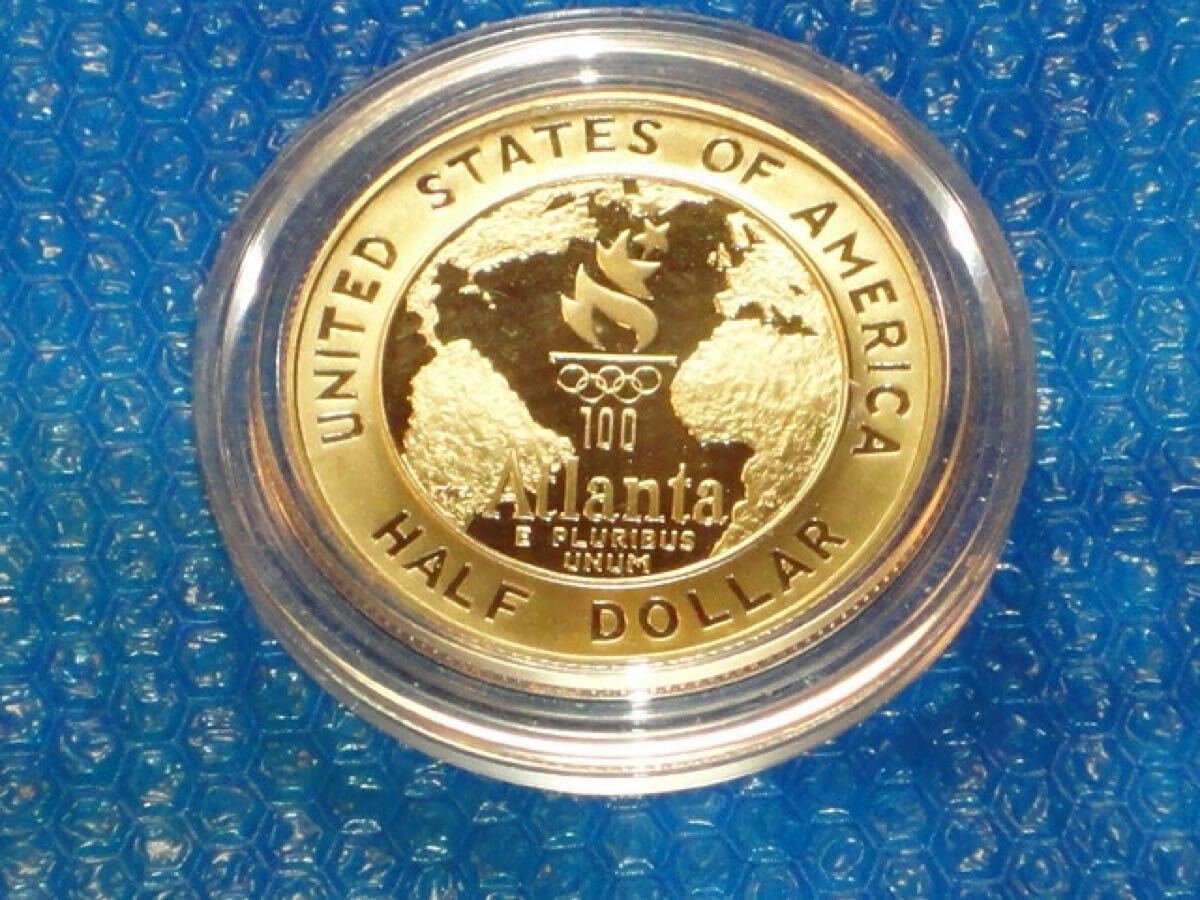 UNITED STATES OF AMERICA
100
Atlanta
E PLURIBUS
UNUM
HALF DOLLAR